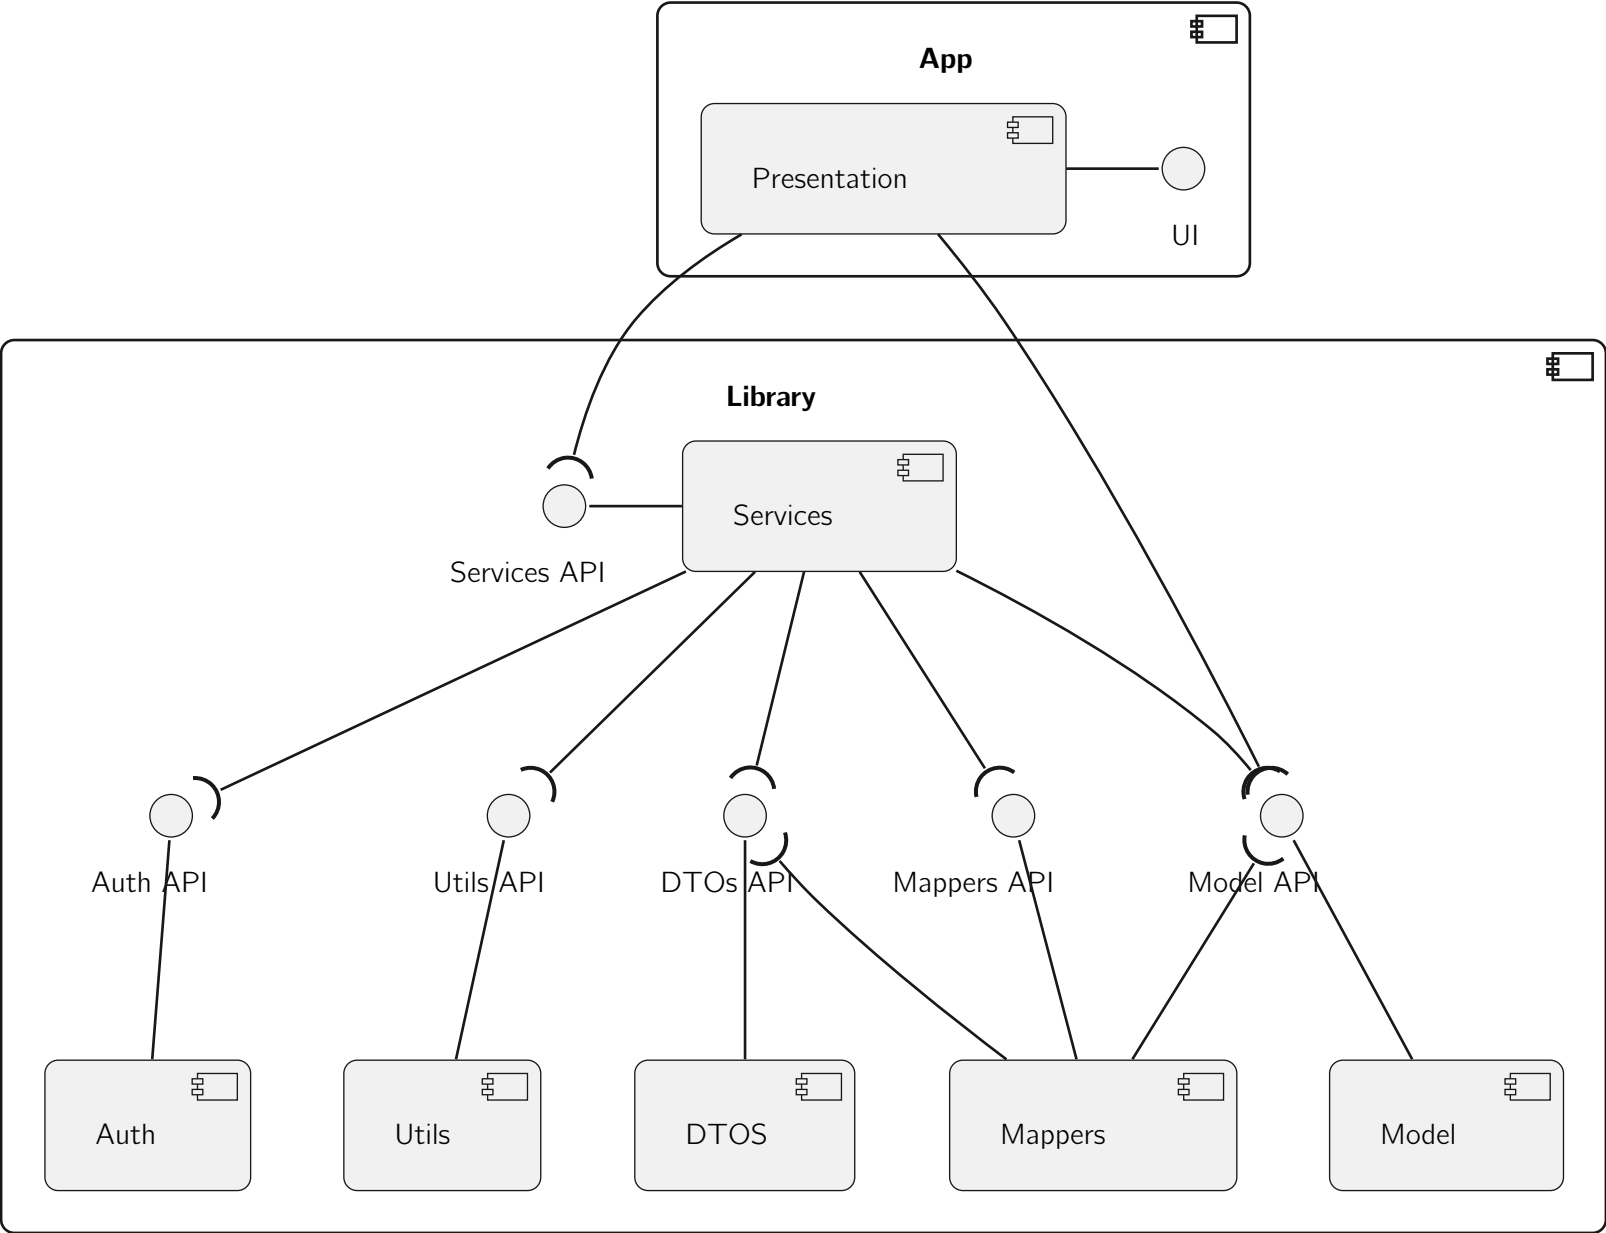 App
Presentation
UI
Library
Services
Services API
Auth API
Utils API
DTOs API
Mappers API
Model API
Auth
Utils
DTOS
Mappers
Model